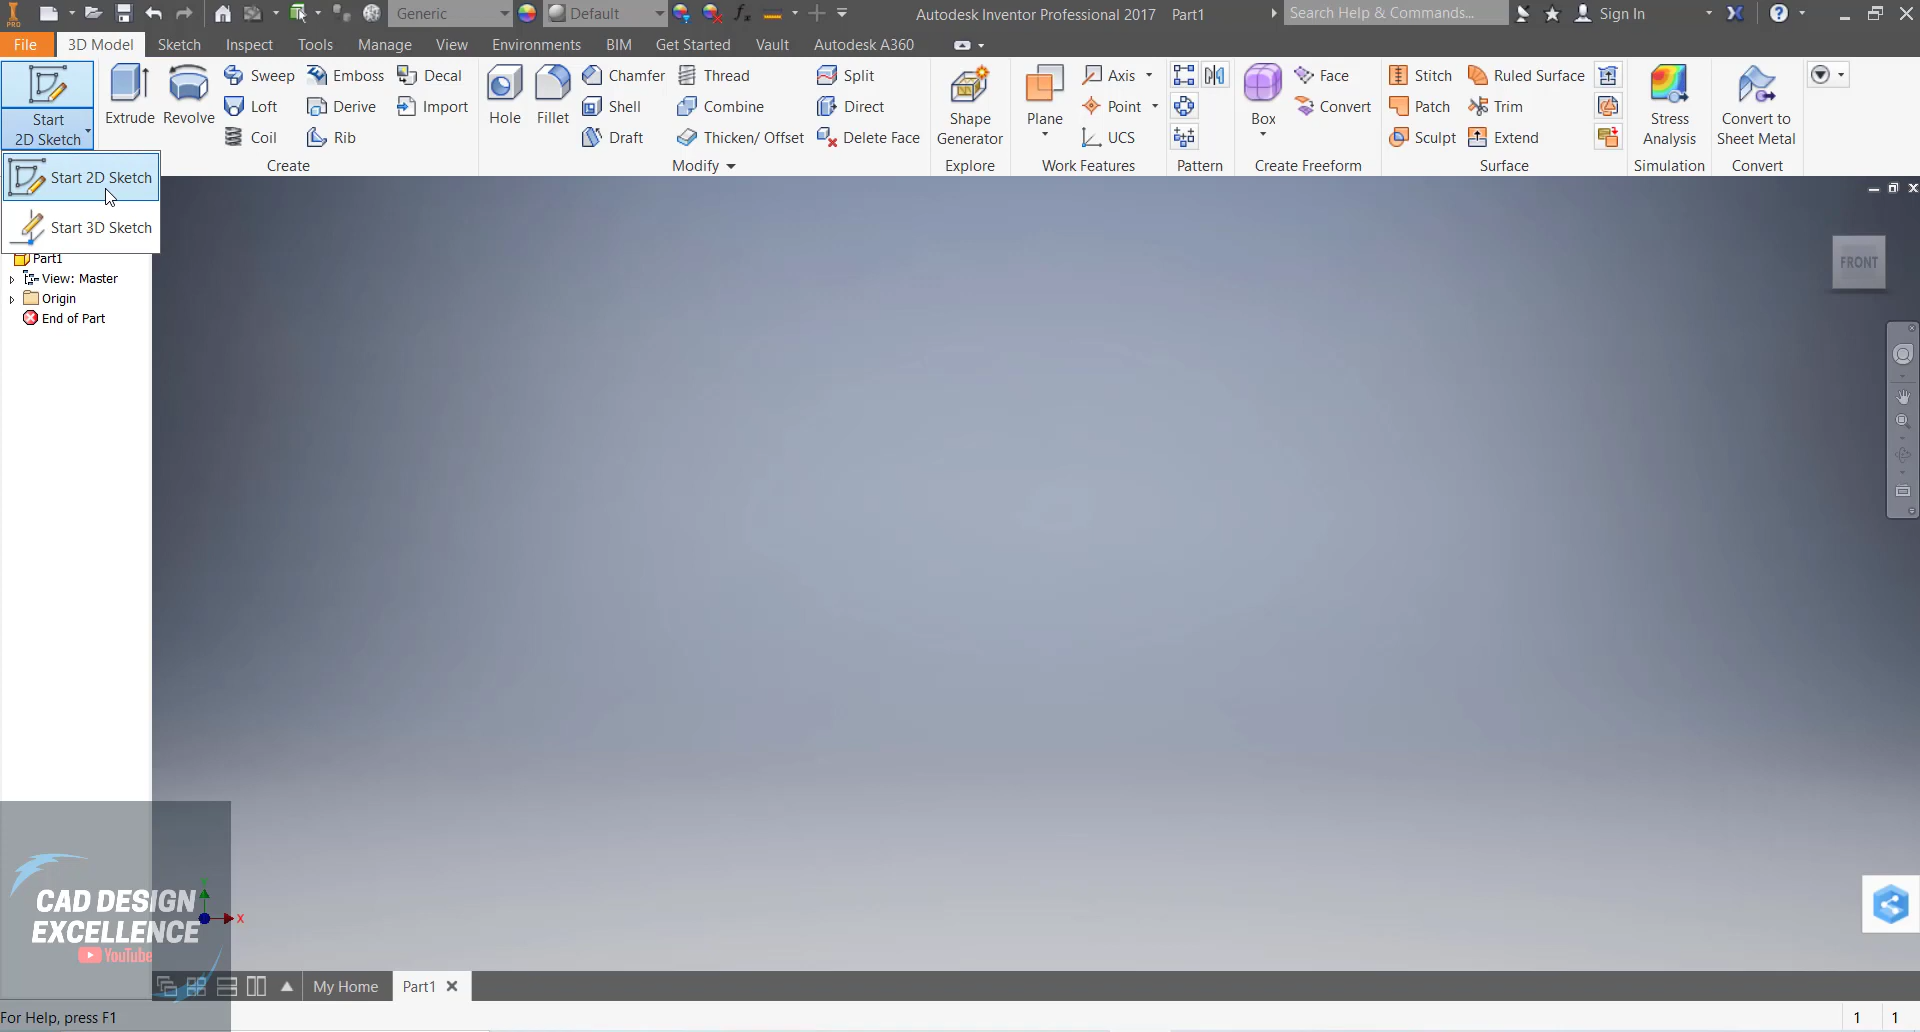 PRO
Generic
Default
fx
Autodesk Inventor Professional 2017 Part1
Search Help & Commands...
Sign In
File
3D Model
Sketch
Inspect
Tools
Manage
View
Environments
BIM
Get Started
Vault
Autodesk A360
Start
2D Sketch
Extrude
Revolve
Sweep
Loft
Coil
Emboss
Derive
Rib
Decal
Import
Create
Hole
Fillet
Chamfer
Shell
Draft
Thread
Combine
Thicken/ Offset
Split
Direct
Delete Face
Modify
Shape
Generator
Explore
Plane
Axis
Point
UCS
Work Features
Pattern
Box
Face
Convert
Create Freeform
Stitch
Patch
Sculpt
Ruled Surface
Trim
Extend
Surface
Stress
Analysis
Simulation
Convert to
Sheet Metal
Convert
Start 2D Sketch
Start 3D Sketch
Part1
View: Master
Origin
End of Part
FRONT
CAD DESIGN
EXCELLENCE
YouTube
Y
X
My Home
Part1
For Help, press F1
1
1